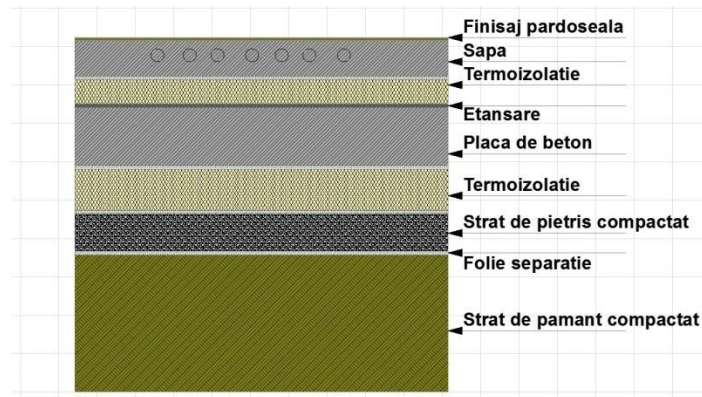 Finisaj pardoseala
Sapa
Termoizolatie
Etansare
Placa de beton
Termoizolatie
Strat de pietris compactat
Folie separatie
Strat de pamant compactat